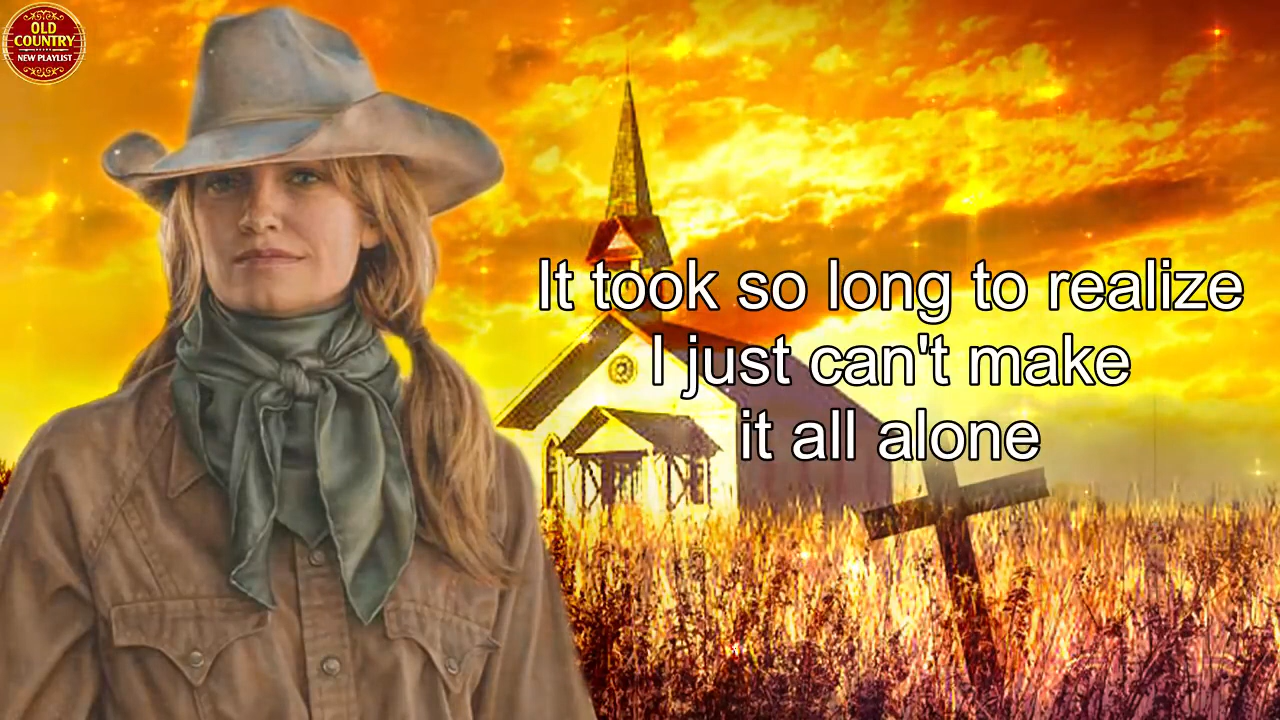 OLD
COUNTRY
NEW PLAYLIST
It took so long to realize
I just can't make
it all alone